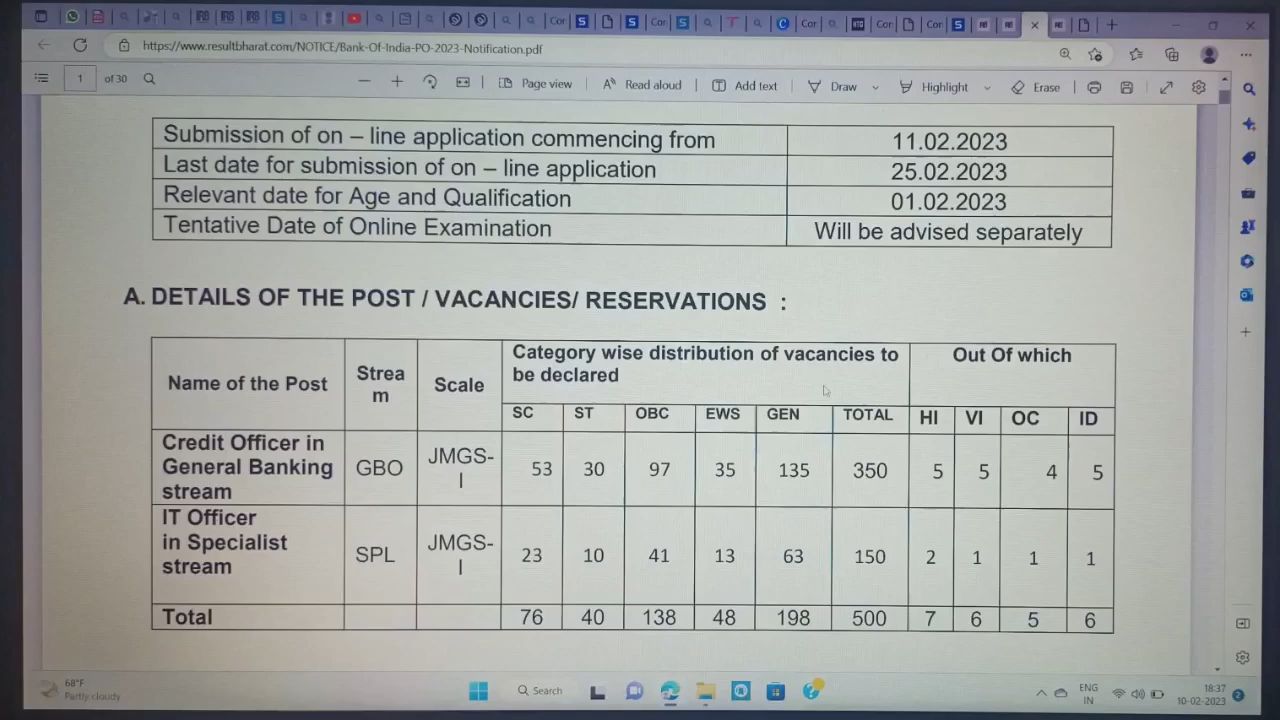 Cor
Cor
Cor
Cor
Cor
https://www.resultbharat.com/NOTICE/Bank-Of-India-PO-2023-Notification.pdf
1 of 30
Page view
Read aloud
Add text
Draw
Highlight
Erase
Submission of on – line application commencing from 11.02.2023
Last date for submission of on – line application 25.02.2023
Relevant date for Age and Qualification 01.02.2023
Tentative Date of Online Examination Will be advised separately
A. DETAILS OF THE POST / VACANCIES/ RESERVATIONS :
Name of the Post
Strea
m
Scale
Category wise distribution of vacancies to
be declared
Out Of which
SC ST OBC EWS GEN TOTAL HI VI OC ID
Credit Officer in
General Banking
stream
GBO
JMGS-
I
53 30 97 35 135 350 5 5 4 5
IT Officer
in Specialist
stream
SPL
JMGS-
I
23 10 41 13 63 150 2 1 1 1
Total 76 40 138 48 198 500 7 6 5 6
68°F
Partly cloudy
Search
ENG
IN
18:37
10-02-2023
2